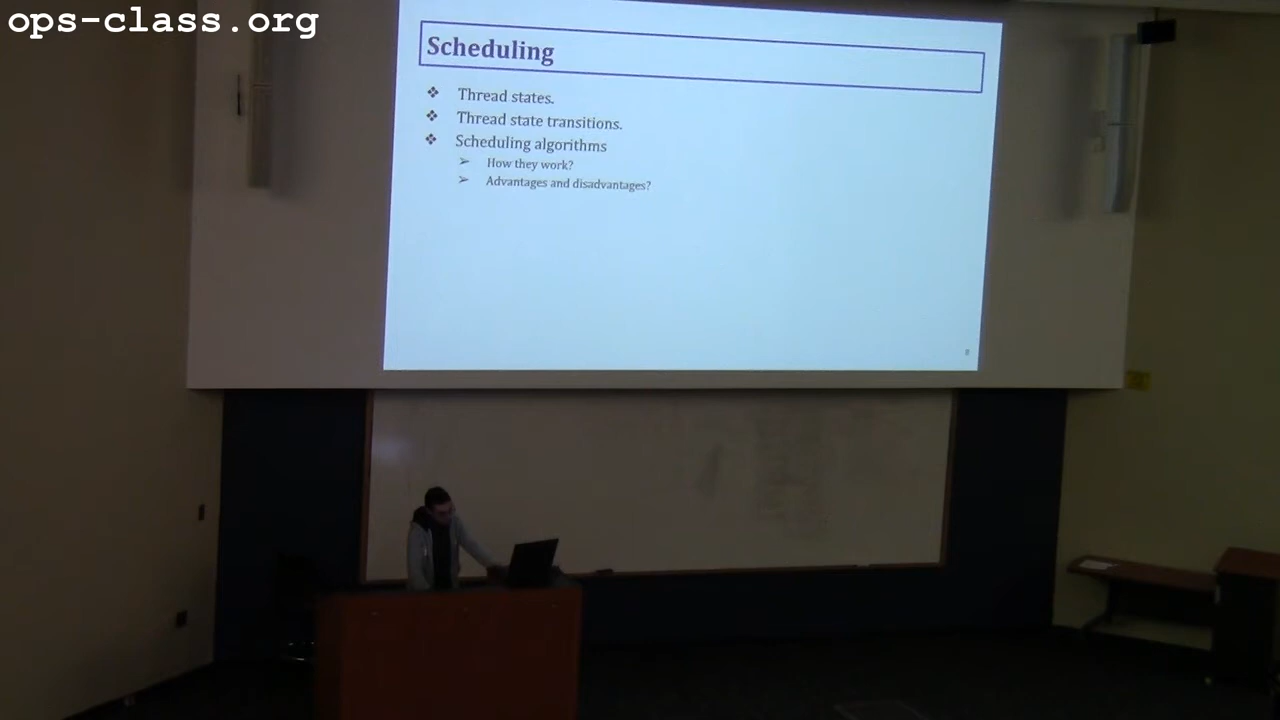 ops-class.org
Scheduling
❖ Thread states.
❖ Thread state transitions.
❖ Scheduling algorithms
➢ How they work?
➢ Advantages and disadvantages?